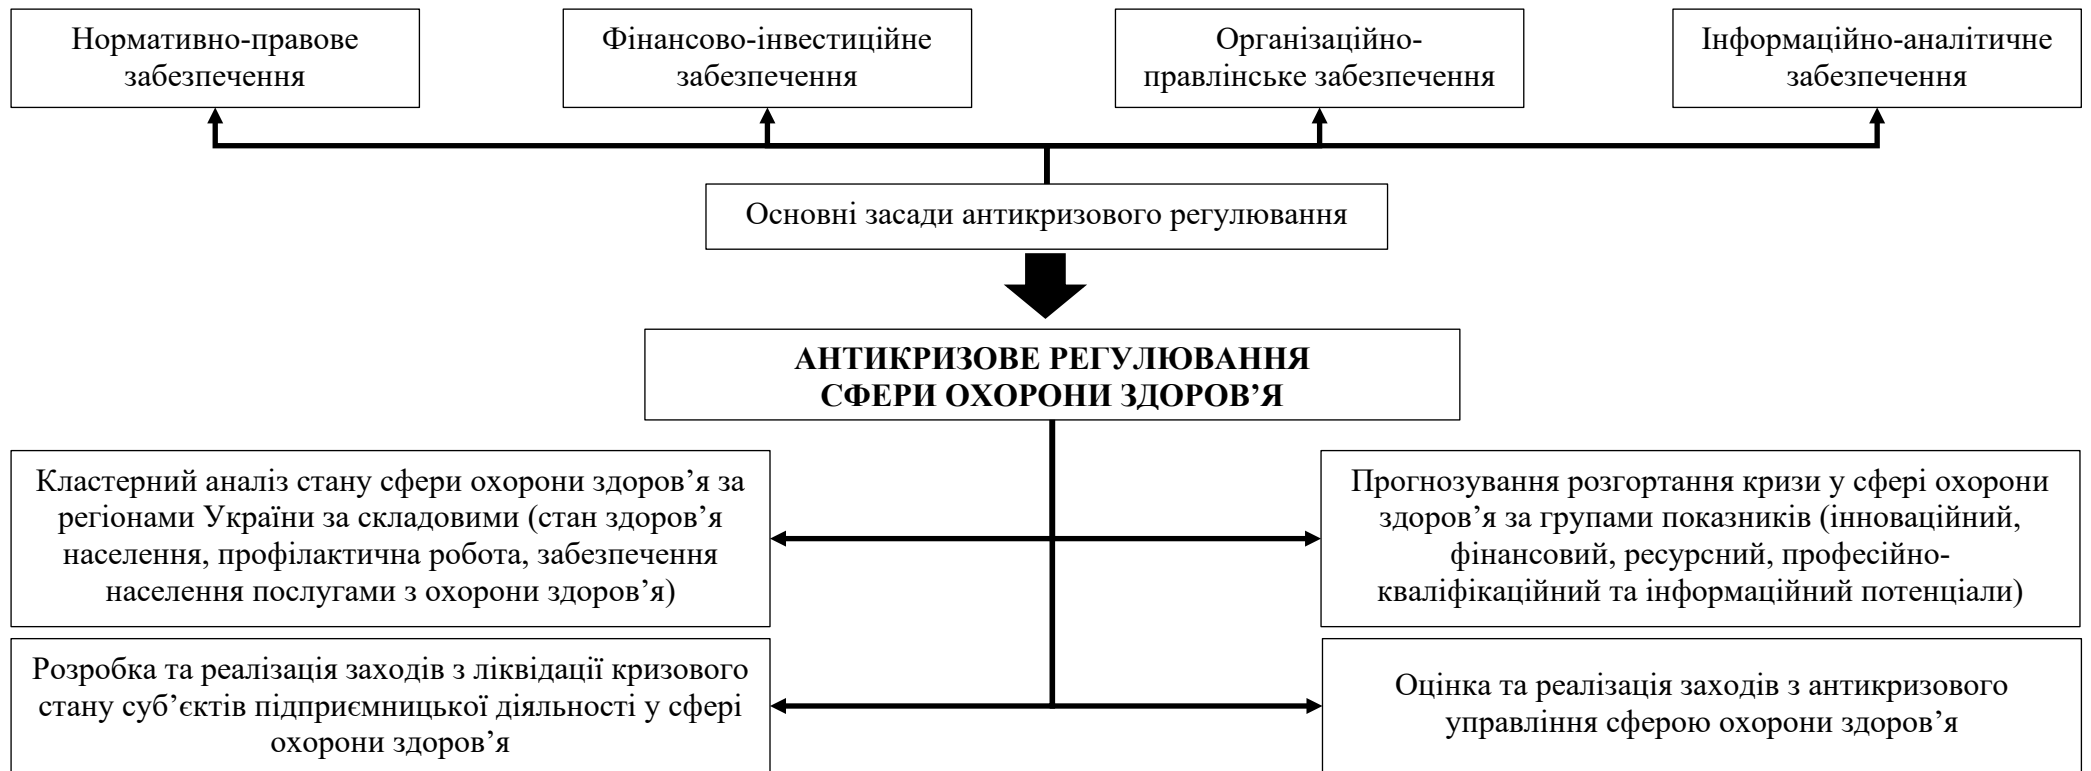 Нормативно-правове
забезпечення
Фінансово-інвестиційне
забезпечення
Організаційно-
правлінське забезпечення
Інформаційно-аналітичне
забезпечення
Основні засади антикризового регулювання
АНТИКРИЗОВЕ РЕГУЛЮВАННЯ
СФЕРИ ОХОРОНИ ЗДОРОВ’Я
Кластерний аналіз стану сфери охорони здоров’я за
регіонами України за складовими (стан здоров’я
населення, профілактична робота, забезпечення
населення послугами з охорони здоров’я)
Прогнозування розгортання кризи у сфері охорони
здоров’я за групами показників (інноваційний,
фінансовий, ресурсний, професійно-
кваліфікаційний та інформаційний потенціали)
Розробка та реалізація заходів з ліквідації кризового
стану суб’єктів підприємницької діяльності у сфері
охорони здоров’я
Оцінка та реалізація заходів з антикризового
управління сферою охорони здоров’я